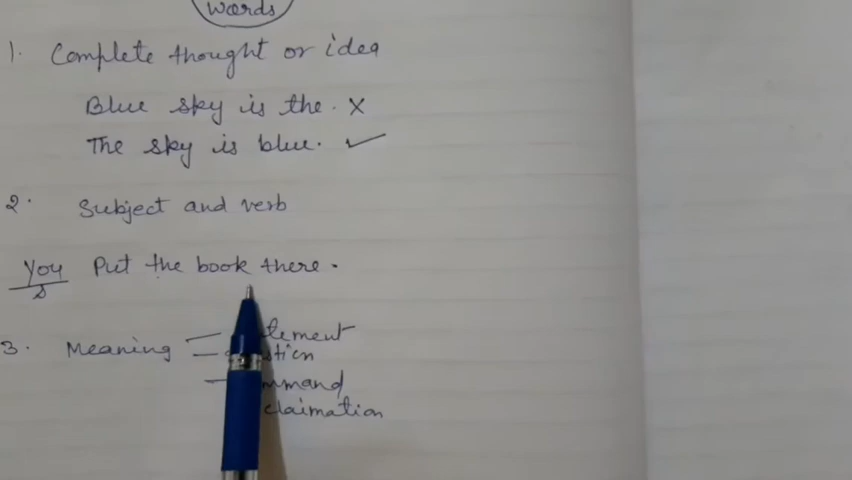 Words
1. Complete thought or idea
Blue sky is the. X
The sky is blue. ✓
2. Subject and verb
You Put the book there.
S
3. Meaning